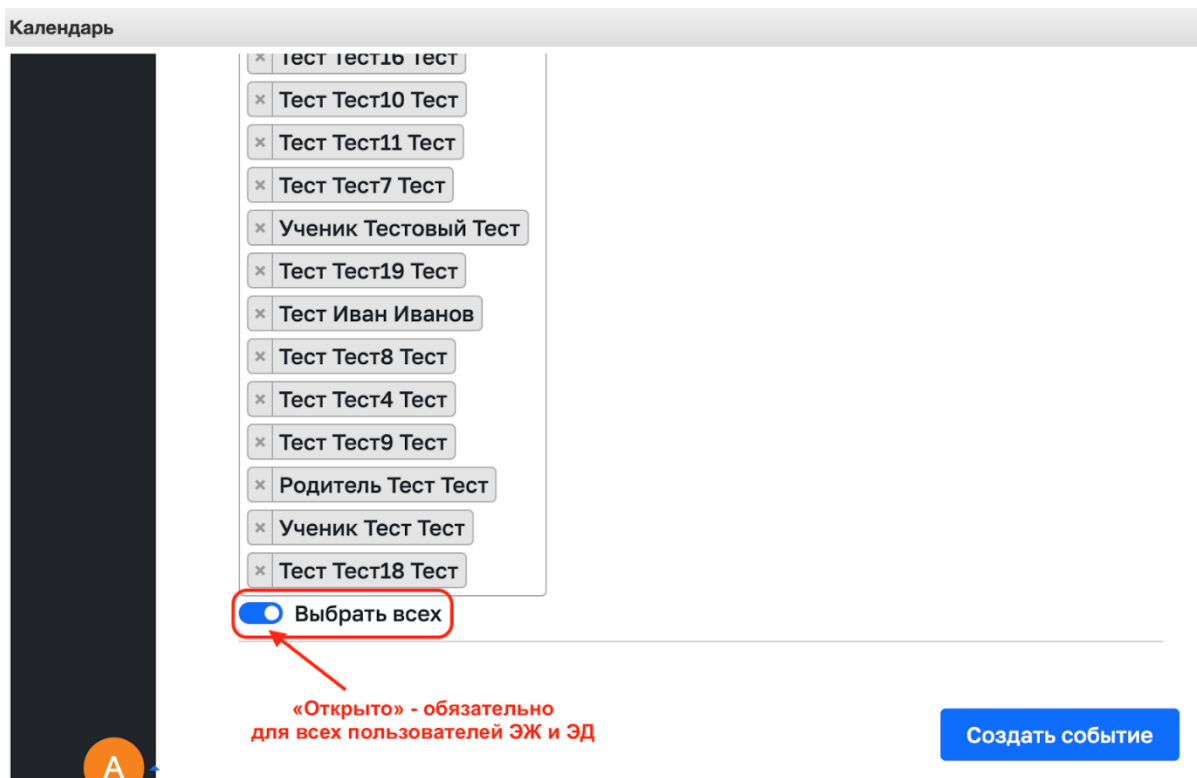 Календарь
× Тест Тест16 Тест
× Тест Тест10 Тест
× Тест Тест11 Тест
× Тест Тест7 Тест
× Ученик Тестовый Тест
× Тест Тест19 Тест
× Тест Иван Иванов
× Тест Тест8 Тест
× Тест Тест4 Тест
× Тест Тест9 Тест
× Родитель Тест Тест
× Ученик Тест Тест
× Тест Тест18 Тест
Выбрать всех
«Открыто» - обязательно
для всех пользователей ЭЖ и ЭД
Создать событие
А